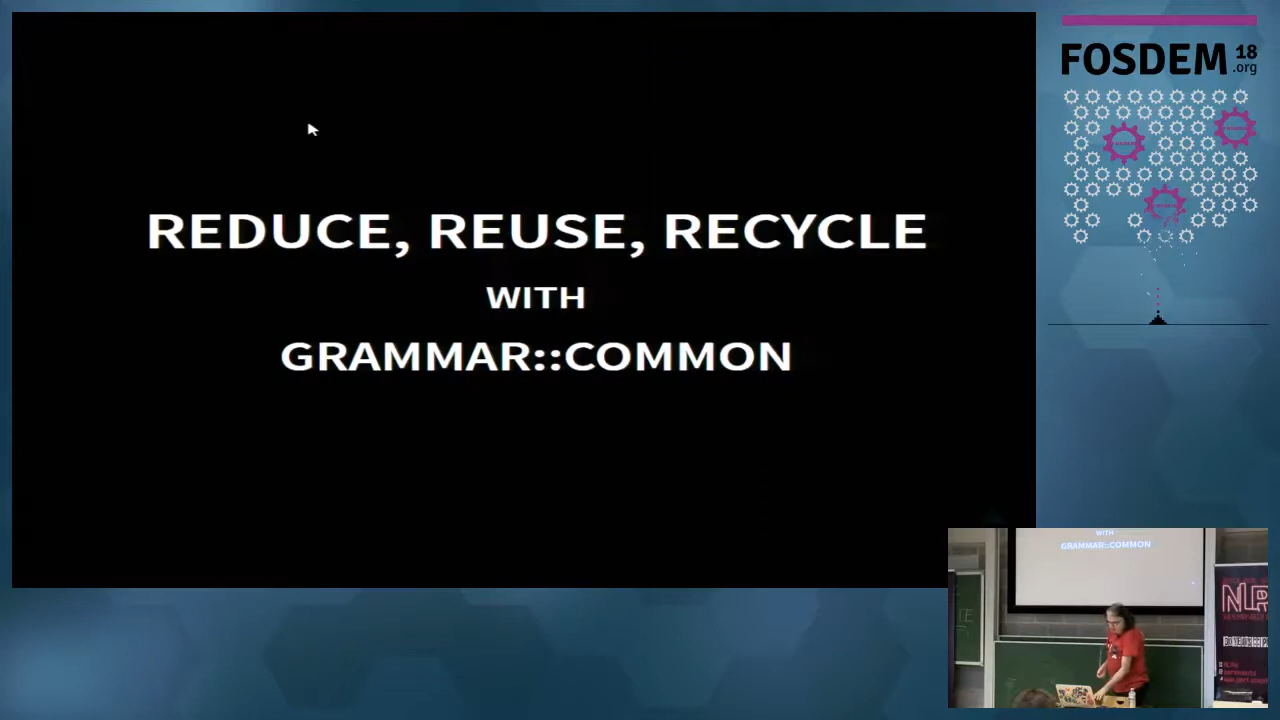 REDUCE, REUSE, RECYCLE
WITH
GRAMMAR::COMMON
FOSDEM 18
.org
WITH
GRAMMAR::COMMON